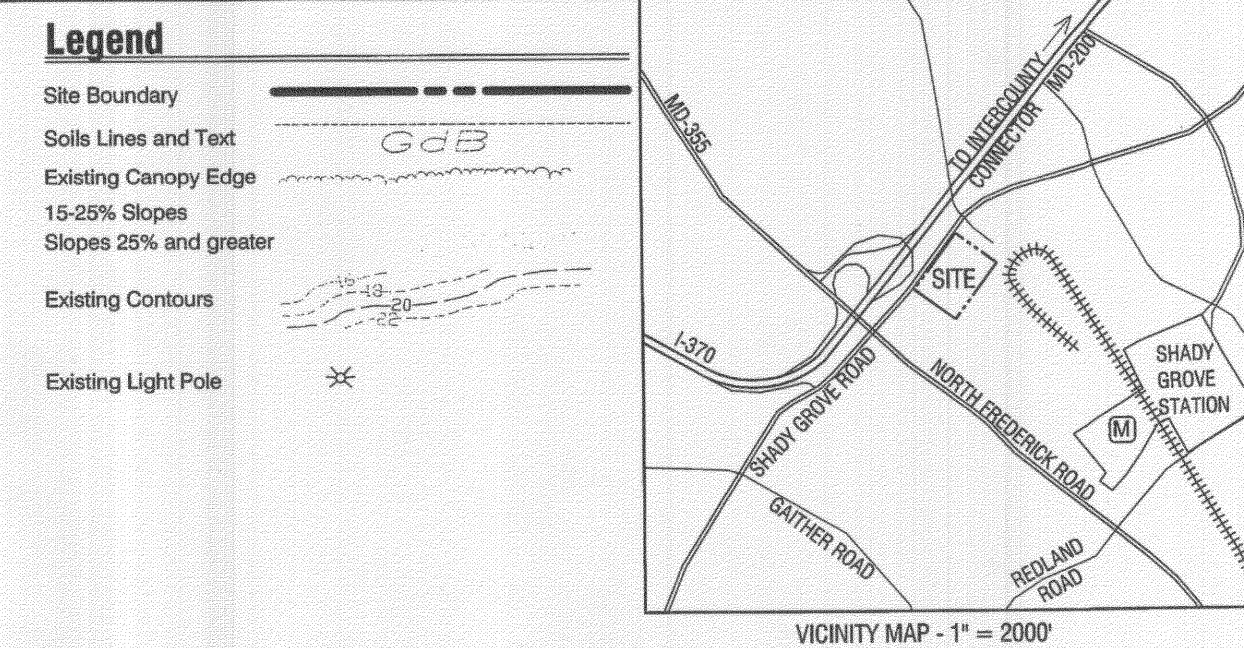 Legend
Site Boundary
Soils Lines and Text
GdB
Existing Canopy Edge
15-25% Slopes
Slopes 25% and greater
Existing Contours
18
20
22
Existing Light Pole
MD-355
TO INTERCOUNTY
CONNECTOR
MD-200
SITE
I-370
SHADY GROVE ROAD
NORTH FREDERICK ROAD
SHADY
GROVE
STATION
M
GAITHER ROAD
REDLAND
ROAD
VICINITY MAP - 1" = 2000'